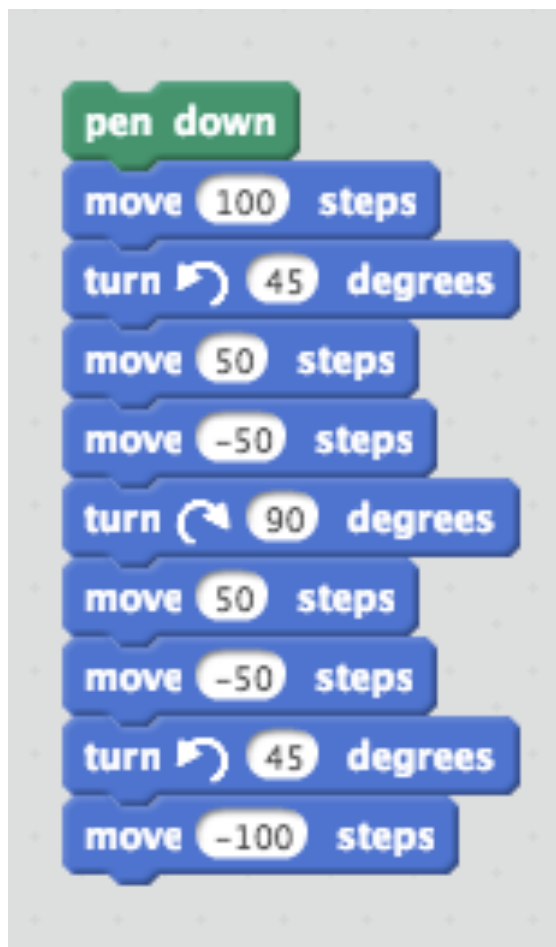 pen down
move 100 steps
turn 45 degrees
move 50 steps
move -50 steps
turn 90 degrees
move 50 steps
move -50 steps
turn 45 degrees
move -100 steps